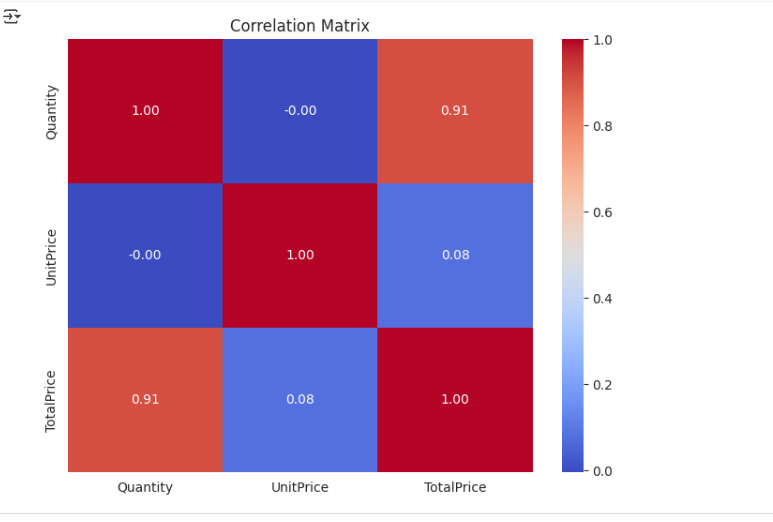 Correlation Matrix
Quantity 1.00 -0.00 0.91
UnitPrice -0.00 1.00 0.08
TotalPrice 0.91 0.08 1.00
Quantity UnitPrice TotalPrice
1.0
0.8
0.6
0.4
0.2
0.0